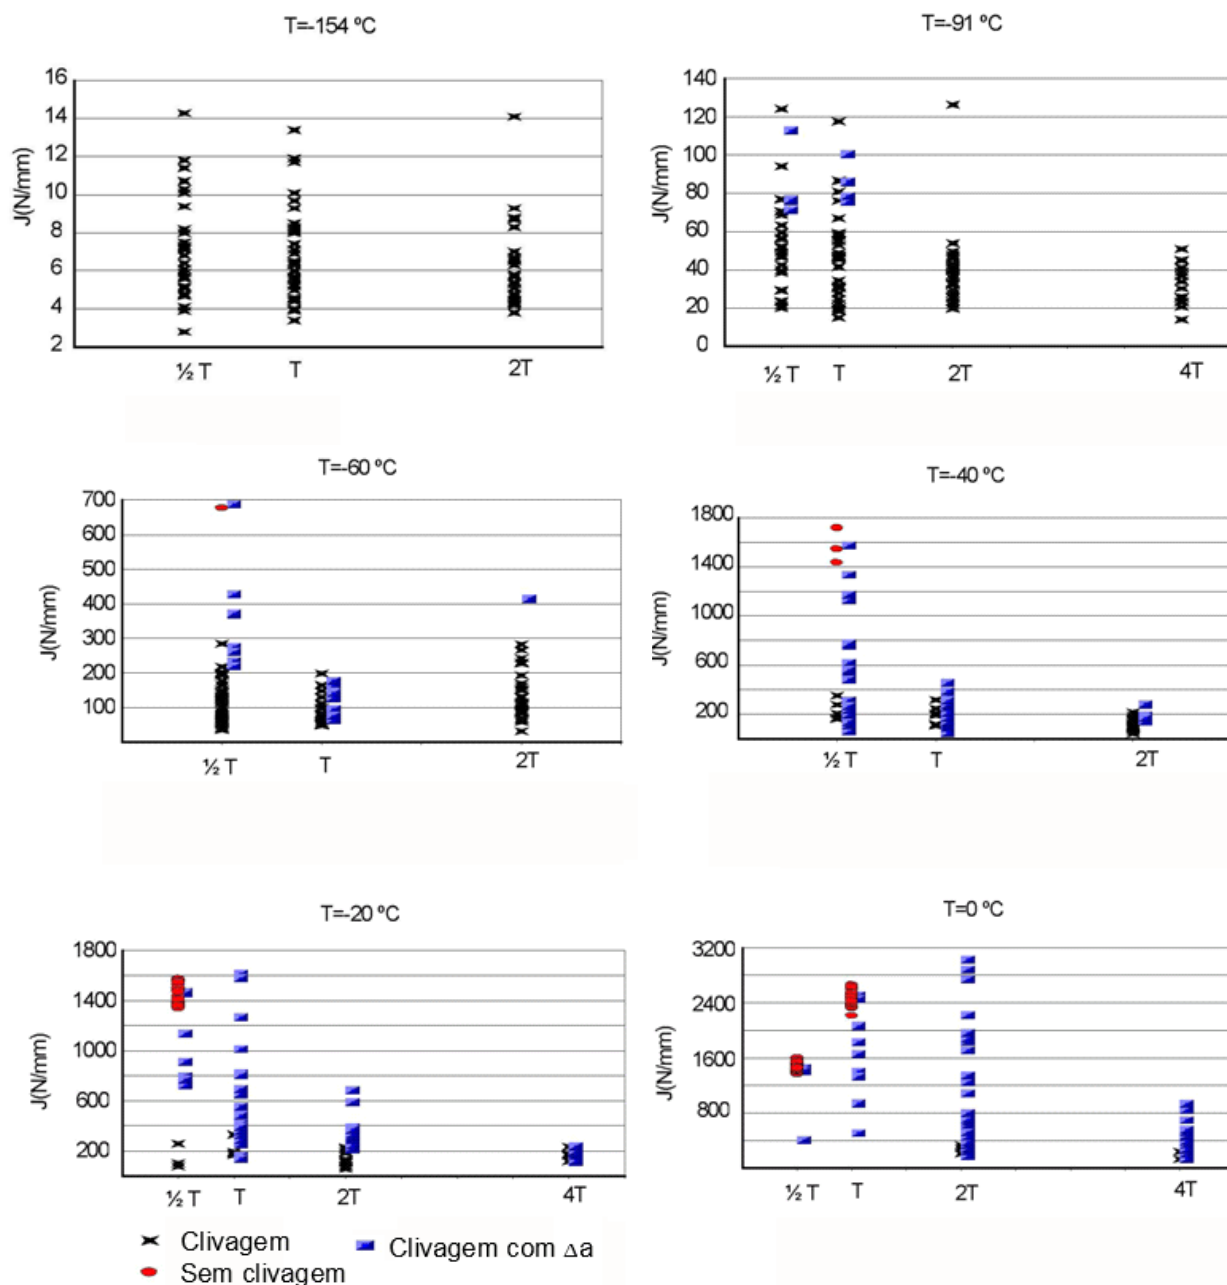 T=-154 ºC
J(N/mm)
16
14
12
10
8
6
4
2
½ T
T
2T
T=-91 ºC
J(N/mm)
140
120
100
80
60
40
20
0
½ T
T
2T
4T
T=-60 ºC
J(N/mm)
700
600
500
400
300
200
100
½ T
T
2T
T=-40 ºC
J(N/mm)
1800
1400
1000
600
200
½ T
T
2T
T=-20 ºC
J(N/mm)
1800
1400
1000
600
200
½ T
T
2T
4T
T=0 ºC
J(N/mm)
3200
2400
1600
800
½ T
T
2T
4T
Clivagem
Clivagem com Δa
Sem clivagem